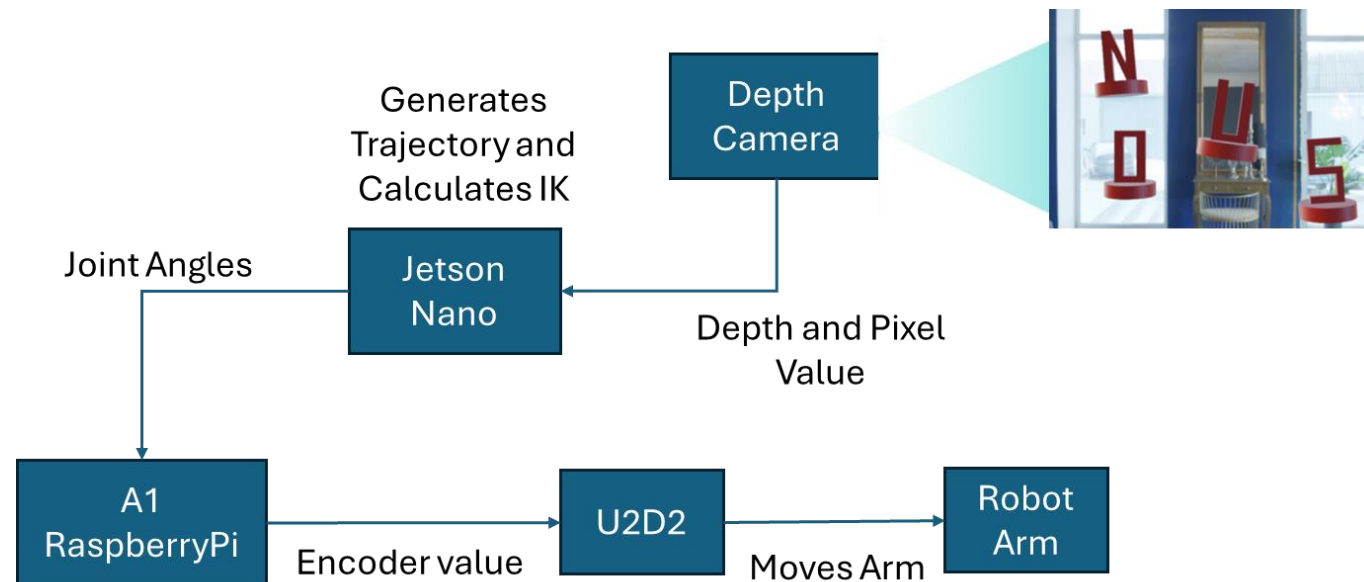 Depth
Camera
Generates
Trajectory and
Calculates IK
N
U
O
S
Joint Angles
Jetson
Nano
Depth and Pixel
Value
A1
RaspberryPi
Encoder value
U2D2
Moves Arm
Robot
Arm